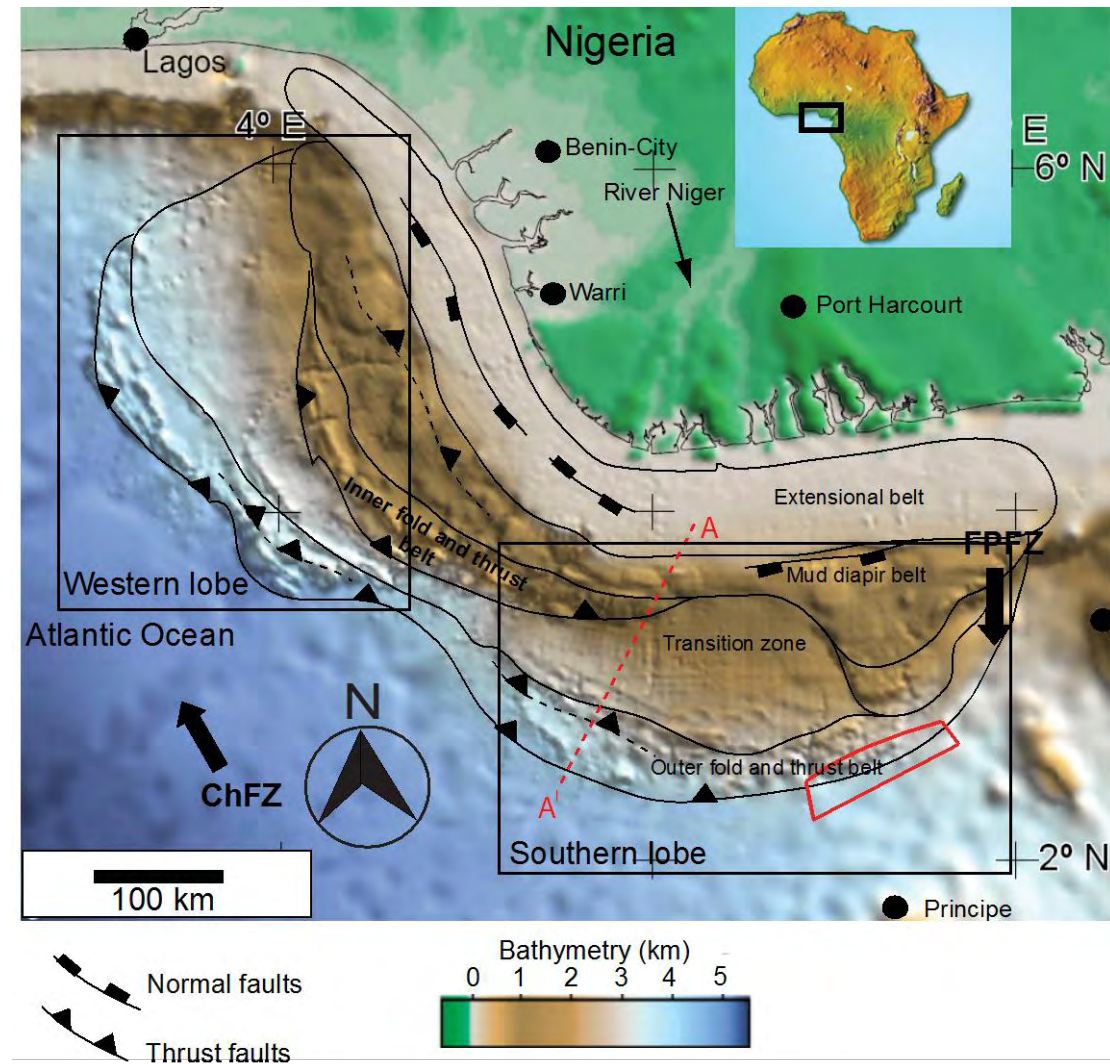 Nigeria
Lagos
4º E
E
6º N
Benin-City
River Niger
Warri
Port Harcourt
Extensional belt
A
FPFZ
Mud diapir belt
Inner fold and thrust
belt
Western lobe
Transition zone
Atlantic Ocean
N
ChFZ
Outer fold and thrust belt
A'
Southern lobe
2º N
100 km
Principe
Bathymetry (km)
0 1 2 3 4 5
Normal faults
Thrust faults